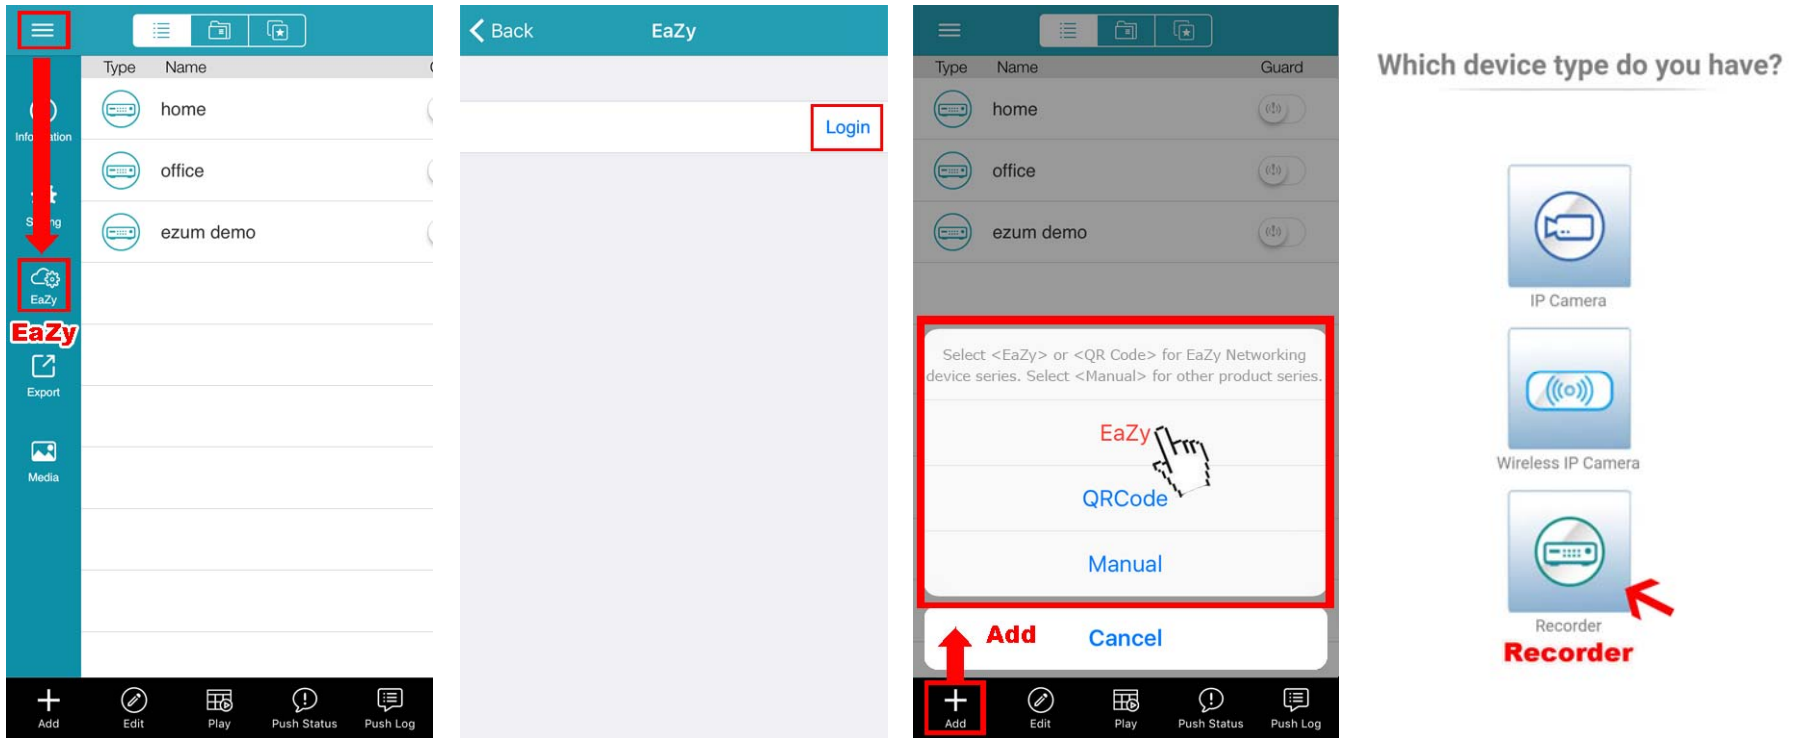 Type Name
home
office
ezum demo
Information
Setting
EaZy
EaZy
Export
Media
Add Edit Play Push Status Push Log
Back EaZy
Login
Type Name Guard
home
office
ezum demo
Select <EaZy> or <QR Code> for EaZy Networking
device series. Select <Manual> for other product series.
EaZy
QRCode
Manual
Add
Cancel
Add Edit Play Push Status Push Log
Which device type do you have?
IP Camera
Wireless IP Camera
Recorder
Recorder